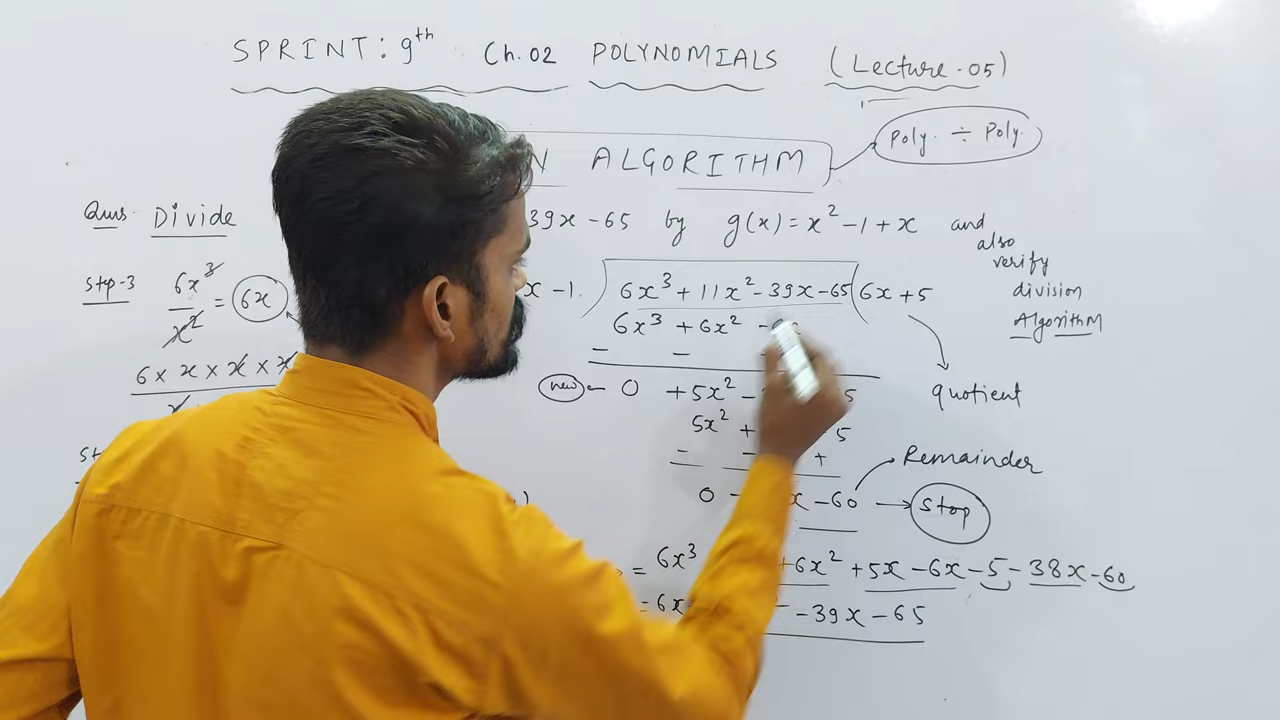 SPRINT: 9th Ch. 02 POLYNOMIALS (Lecture-05)
N ALGORITHM
Poly. ÷ Poly.
Ques. Divide
39x - 65 by g(x) = x² - 1 + x and also verify division Algorithm
Step-3
6x³ / x² = 6x
6 × x × x × x
x - 1 ) 6x³ + 11x² - 39x - 65 ( 6x + 5
quotient
6x³ + 6x²
- -
new - 0 + 5x² - 5
5x² + 5
- - +
Remainder
0 - x - 60 → Stop
= 6x³ + 6x² + 5x - 6x - 5 - 38x - 60
= 6x - 39x - 65